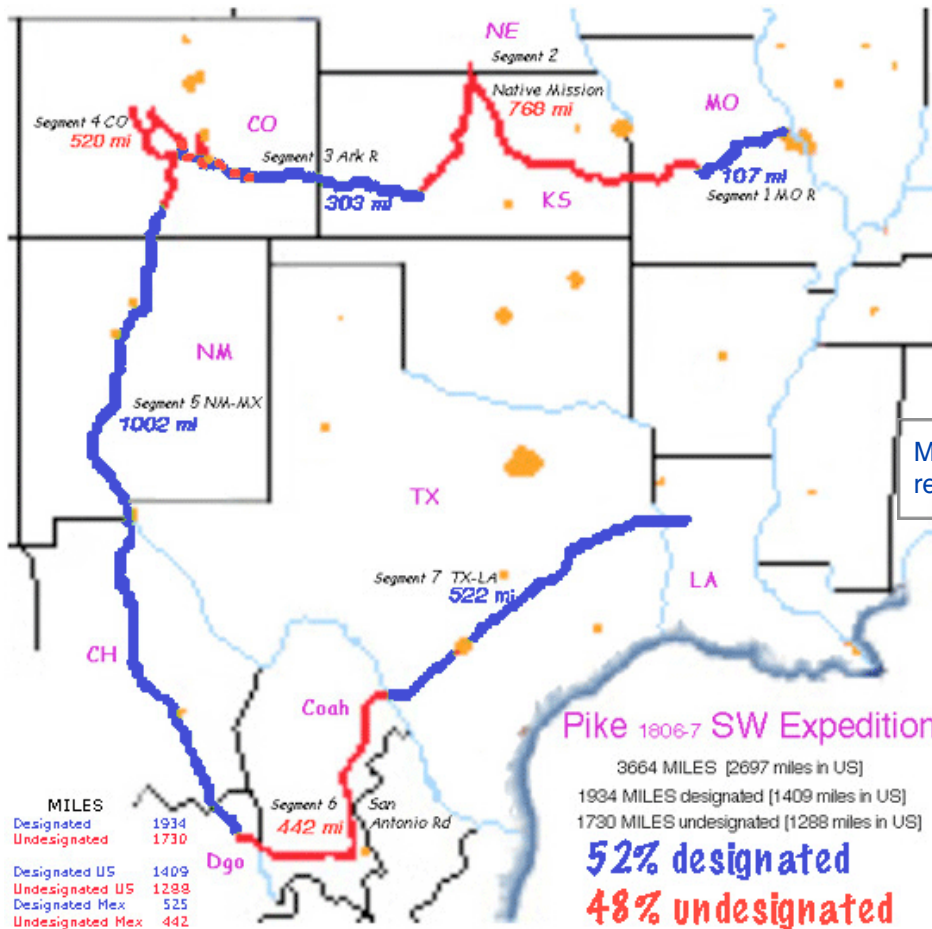 NE
Segment 2
Native Mission
768 mi
MO
Segment 4 CO
520 mi
CO
Segment 3 Ark R
303 mi
KS
107 mi
Segment 1 MO R
NM
Segment 5 NM-MX
1002 mi
TX
Segment 7 TX-LA
522 mi
LA
CH
Coah
Segment 6
442 mi
San
Antonio Rd
Dgo
Pike 1806-7 SW Expedition
3664 MILES [2697 miles in US]
1934 MILES designated [1409 miles in US]
1730 MILES undesignated [1288 miles in US]
52% designated
48% undesignated
MILES
Designated 1934
Undesignated 1730
Designated US 1409
Undesignated US 1288
Designated Mex 525
Undesignated Mex 442